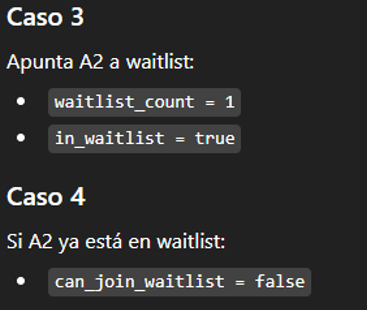 Caso 3
Apunta A2 a waitlist:
• waitlist_count = 1
• in_waitlist = true
Caso 4
Si A2 ya está en waitlist:
• can_join_waitlist = false